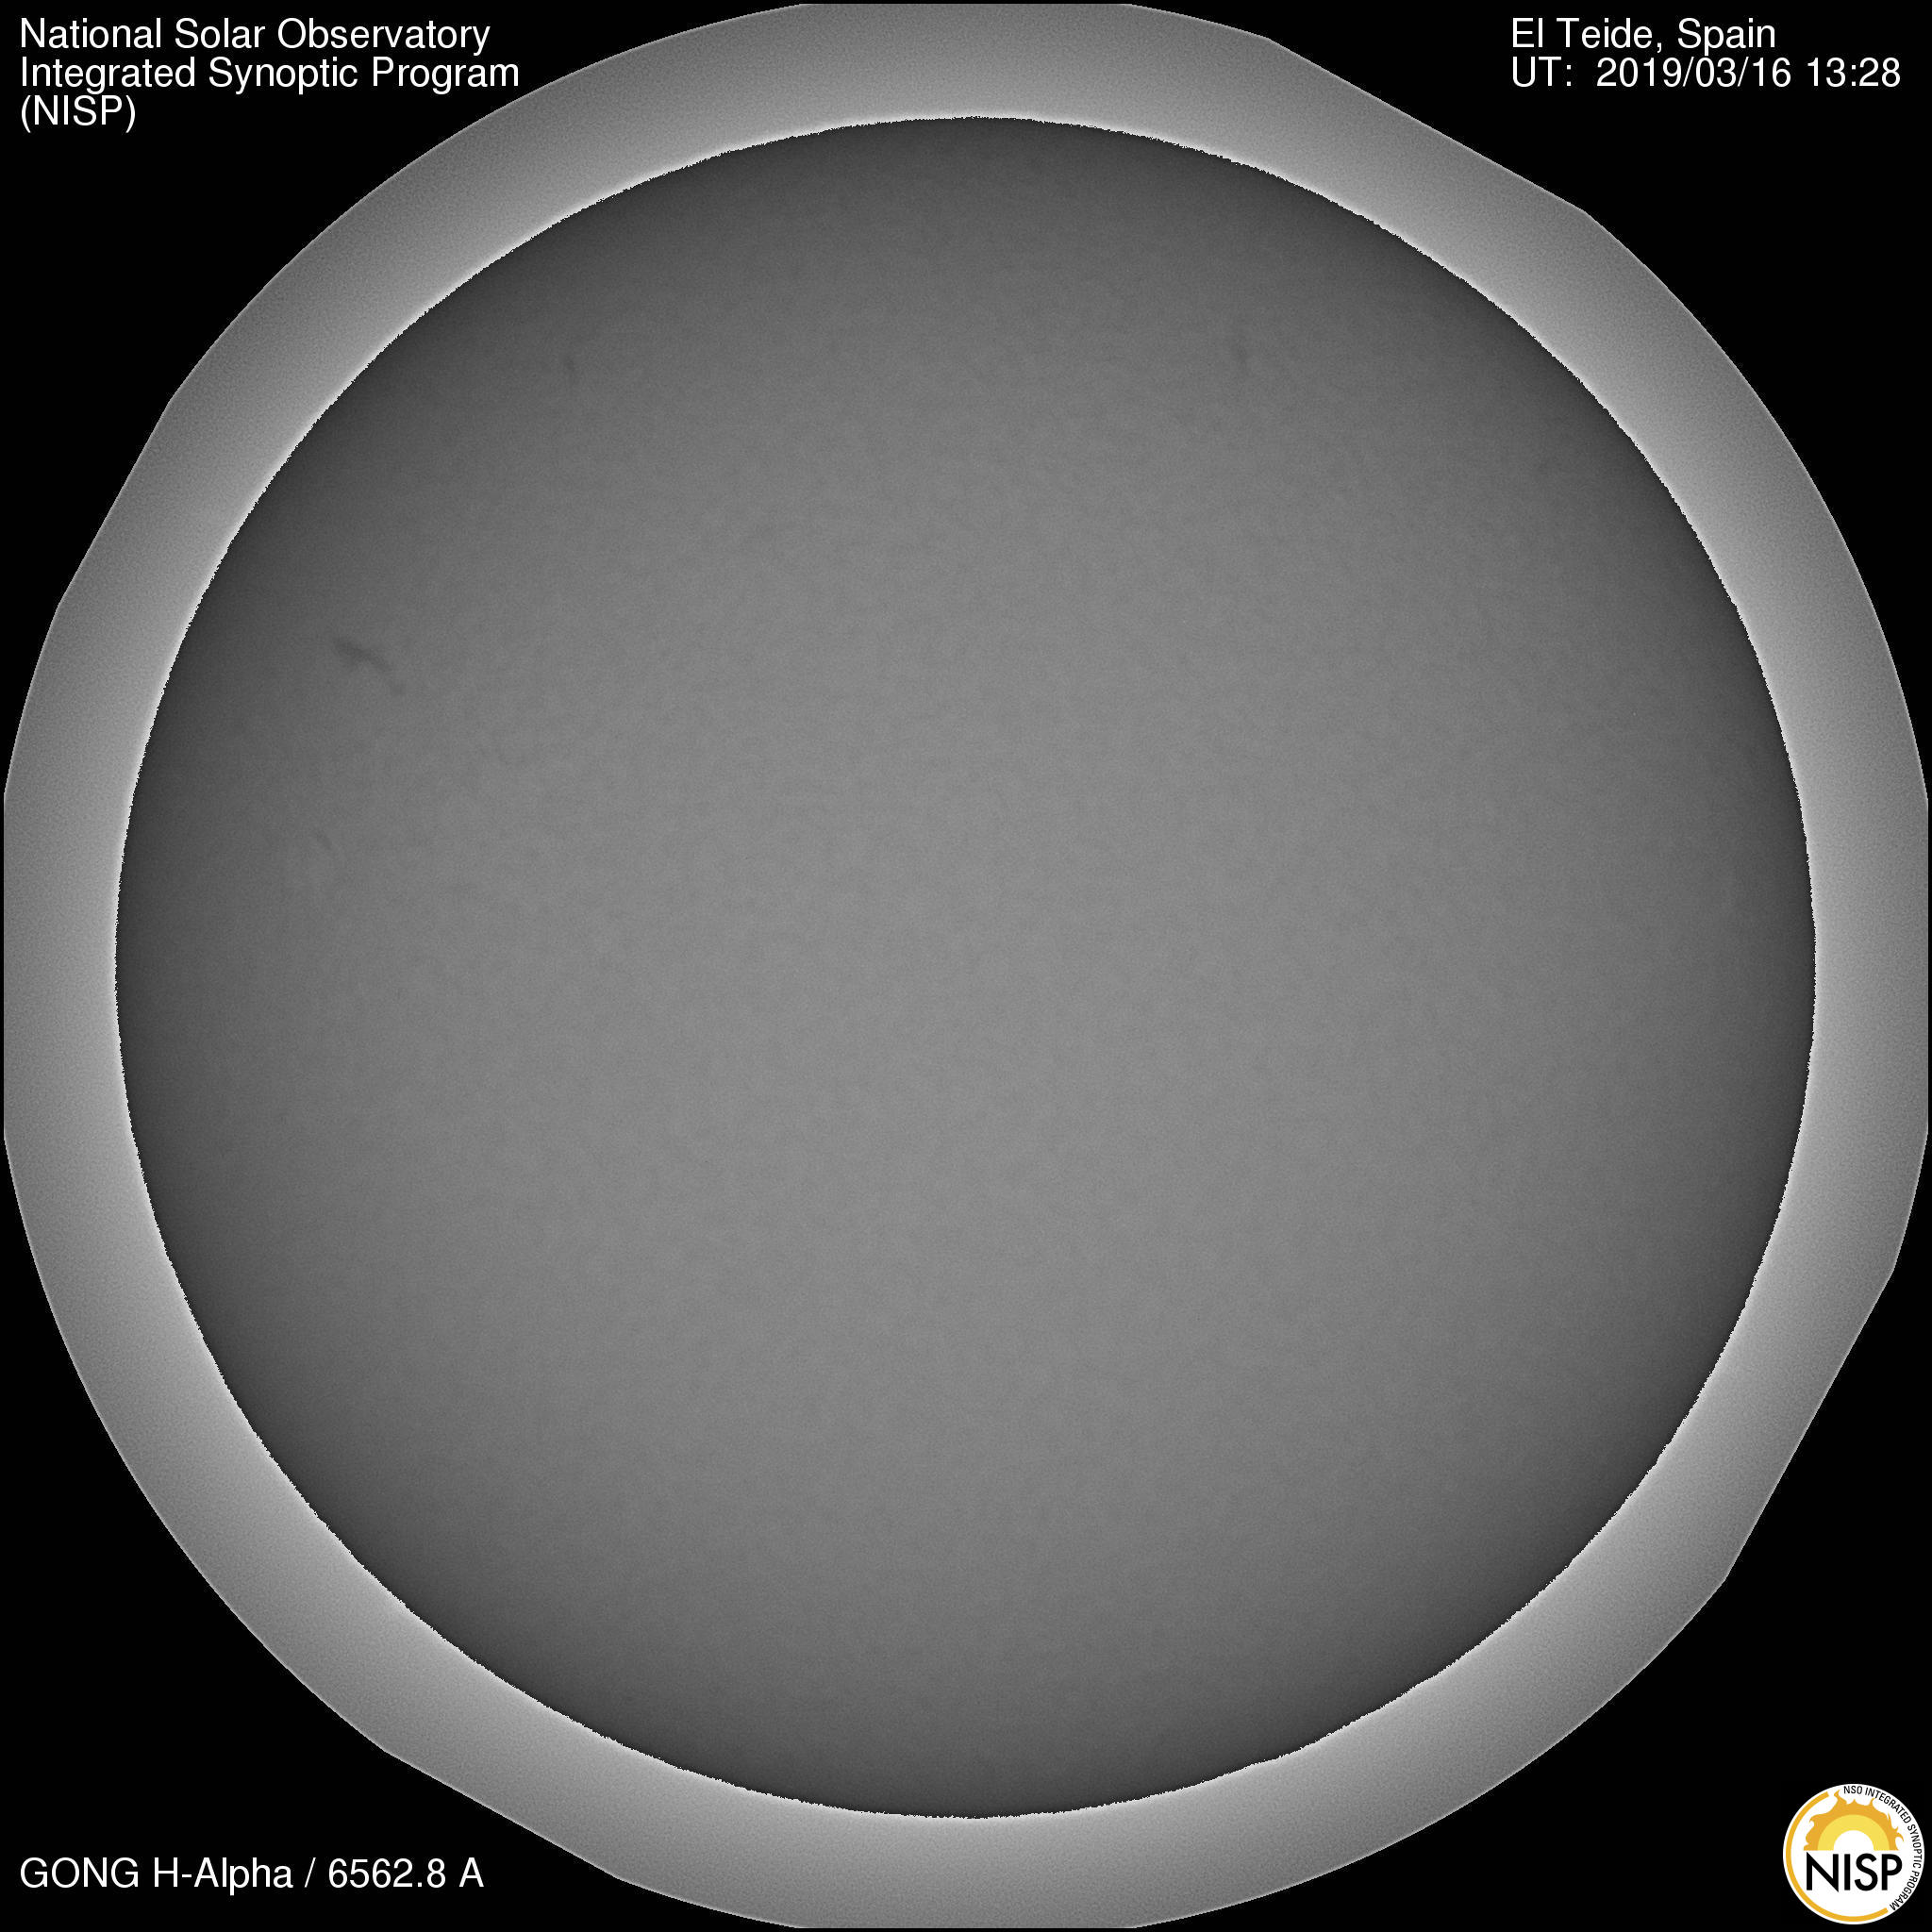 National Solar Observatory
Integrated Synoptic Program
(NISP)
El Teide, Spain
UT:  2019/03/16 13:28
GONG H-Alpha / 6562.8 A
NSO INTEGRATED SYNOPTIC PROGRAM
NISP